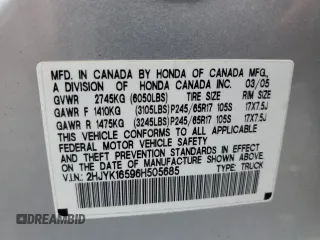 MFD. IN CANADA BY HONDA OF CANADA MFG.,
A DIVISION OF HONDA CANADA INC. 03/05
GVWR 2745KG (6050LBS) TIRE SIZE RIM
GAWR F 1410KG (3105LBS) P245/65R17 105S 17X7.5J
GAWR R 1475KG (3245LBS) P245/65R17 105S 17X7.5J
THIS VEHICLE CONFORMS TO ALL APPLICABLE
FEDERAL MOTOR VEHICLE SAFETY AND
THEFT PREVENTION STANDARDS IN EFFECT ON
THE DATE OF MANUFACTURE SHOWN ABOVE.
V.I.N.: 2HJYK16596H505685 TYPE: TRUCK
DREAMBID